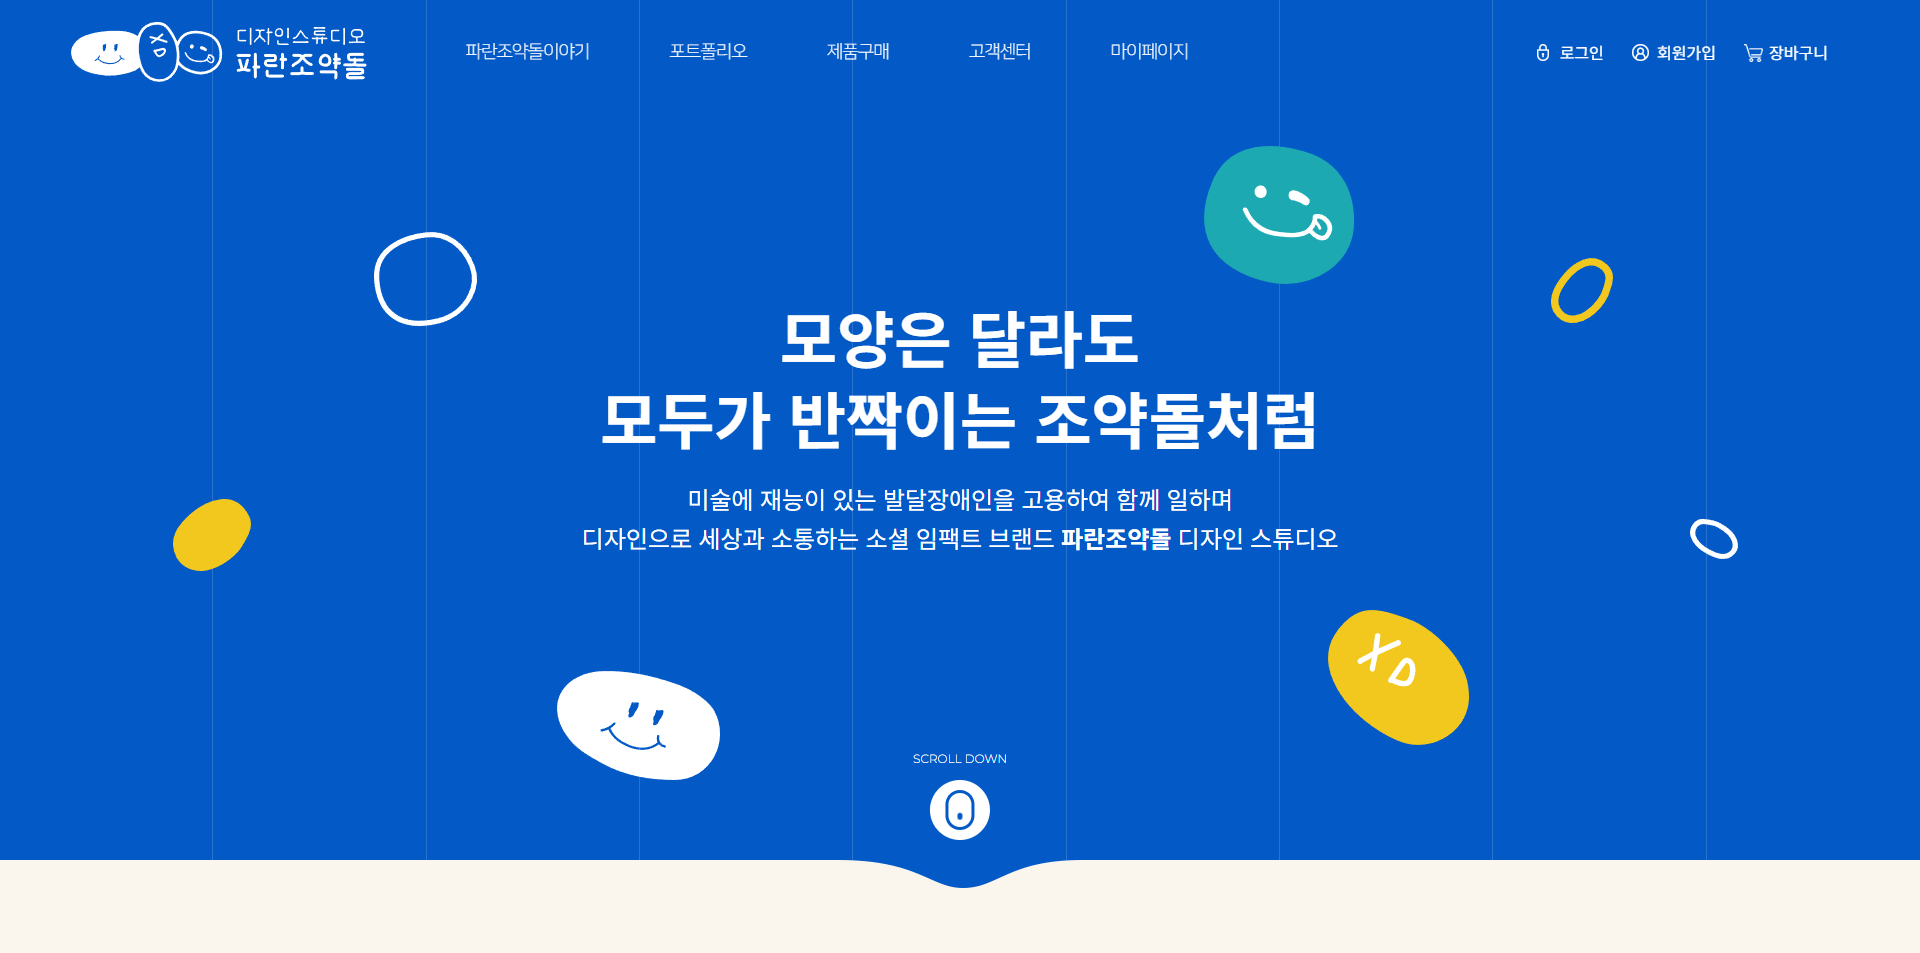 디자인스튜디오
파란조약돌
파란조약돌이야기
포트폴리오
제품구매
고객센터
마이페이지
로그인
회원가입
장바구니
모양은 달라도
모두가 반짝이는 조약돌처럼
미술에 재능이 있는 발달장애인을 고용하여 함께 일하며
디자인으로 세상과 소통하는 소셜 임팩트 브랜드 파란조약돌 디자인 스튜디오
SCROLL DOWN